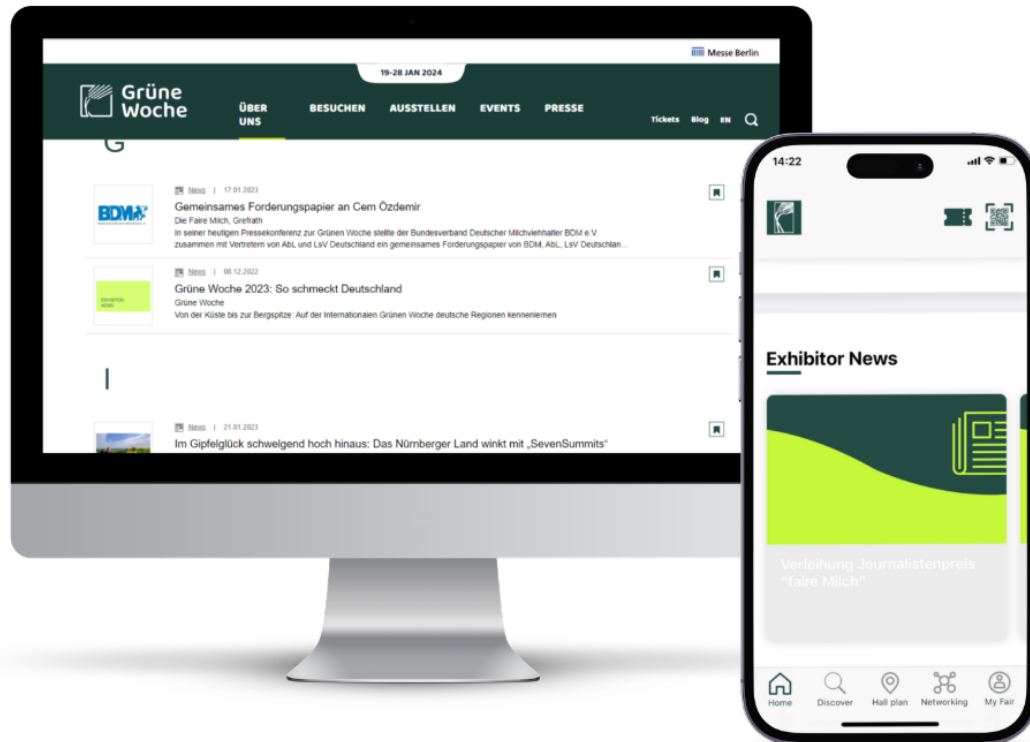 Messe Berlin
19-28 JAN 2024
Grüne
Woche
ÜBER
UNS
BESUCHEN
AUSSTELLEN
EVENTS
PRESSE
Tickets Blog EN
G
News | 17.01.2023
Gemeinsames Forderungspapier an Cem Özdemir
Die Faire Milch, Grefrath
In seiner heutigen Pressekonferenz zur Grünen Woche stellte der Bundesverband Deutscher Milchviehhalter BDM e.V.
zusammen mit Vertretern von AbL und LsV Deutschland ein gemeinsames Forderungspapier von BDM, AbL, LsV Deutschlan...
BDM
News | 08.12.2022
Grüne Woche 2023: So schmeckt Deutschland
Grüne Woche
Von der Küste bis zur Bergspitze: Auf der Internationalen Grünen Woche deutsche Regionen kennenlernen
EXHIBITOR
NEWS
I
News | 21.01.2023
Im Gipfelglück schwelgend hoch hinaus: Das Nürnberger Land winkt mit „SevenSummits“
14:22
Exhibitor News
Verleihung Journalistenpreis
"faire Milch"
Home
Discover
Hall plan
Networking
My Fair